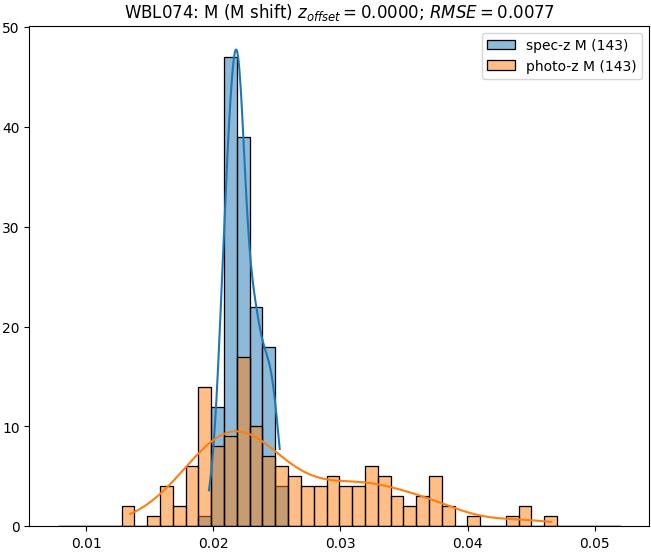 WBL074: M (M shift) z_offset = 0.0000; RMSE = 0.0077
spec-z M (143)
photo-z M (143)
50
40
30
20
10
0
0.01 0.02 0.03 0.04 0.05